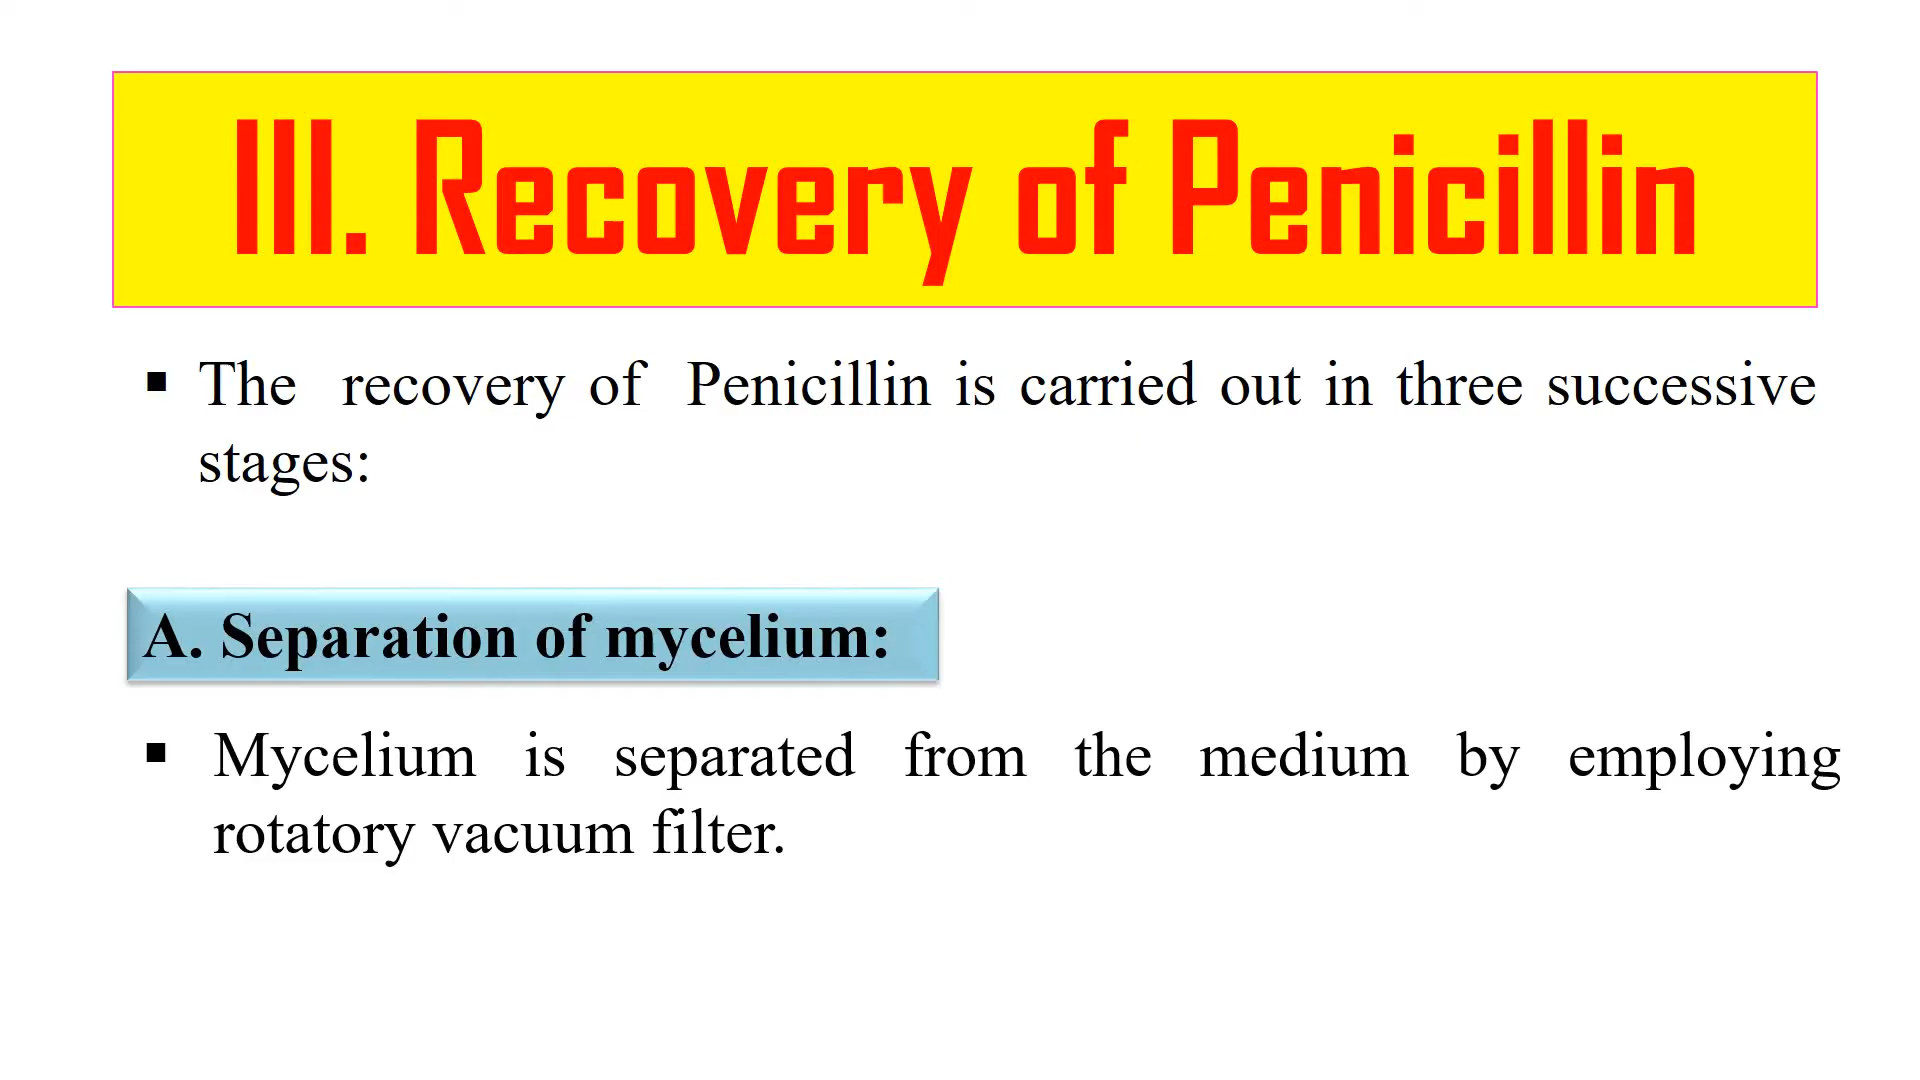 III. Recovery of Penicillin
▪ The recovery of Penicillin is carried out in three successive
stages:
A. Separation of mycelium:
▪ Mycelium is separated from the medium by employing
rotatory vacuum filter.